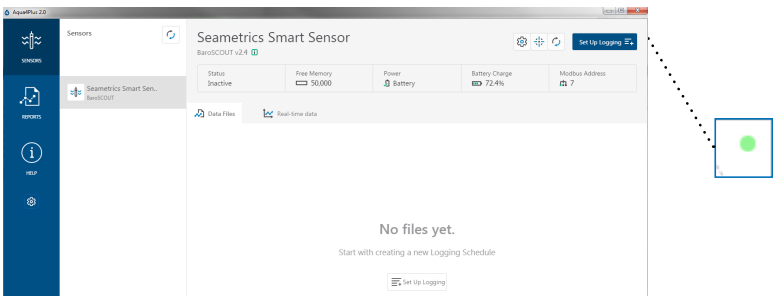 Aqua4Plus 2.0
SENSORS
REPORTS
HELP
Sensors
Seametrics Smart Sen..
BaroSCOUT
Seametrics Smart Sensor
BaroSCOUT v2.4
Set Up Logging
Status
Inactive
Free Memory
50,000
Power
Battery
Battery Charge
72.4%
Modbus Address
7
Data Files
Real-time data
No files yet.
Start with creating a new Logging Schedule
Set Up Logging